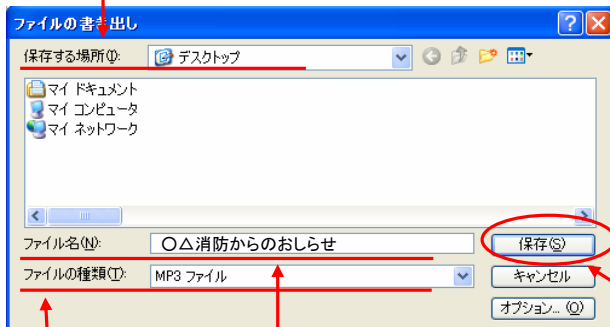 ファイルの書き出し
保存する場所(I): デスクトップ
マイ ドキュメント
マイ コンピュータ
マイ ネットワーク
ファイル名(N): 〇△消防からのおしらせ 保存(S)
ファイルの種類(T): MP3 ファイル キャンセル
オプション... (O)